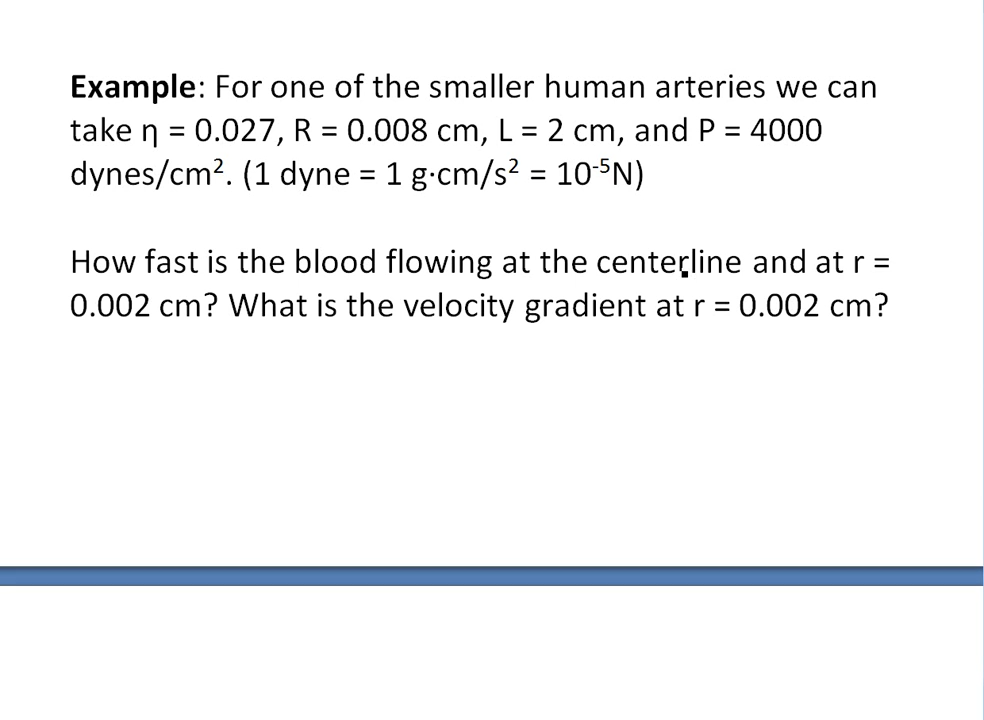 Example: For one of the smaller human arteries we can
take η = 0.027, R = 0.008 cm, L = 2 cm, and P = 4000
dynes/cm². (1 dyne = 1 g·cm/s² = 10⁻⁵N)
How fast is the blood flowing at the centerline and at r =
0.002 cm? What is the velocity gradient at r = 0.002 cm?